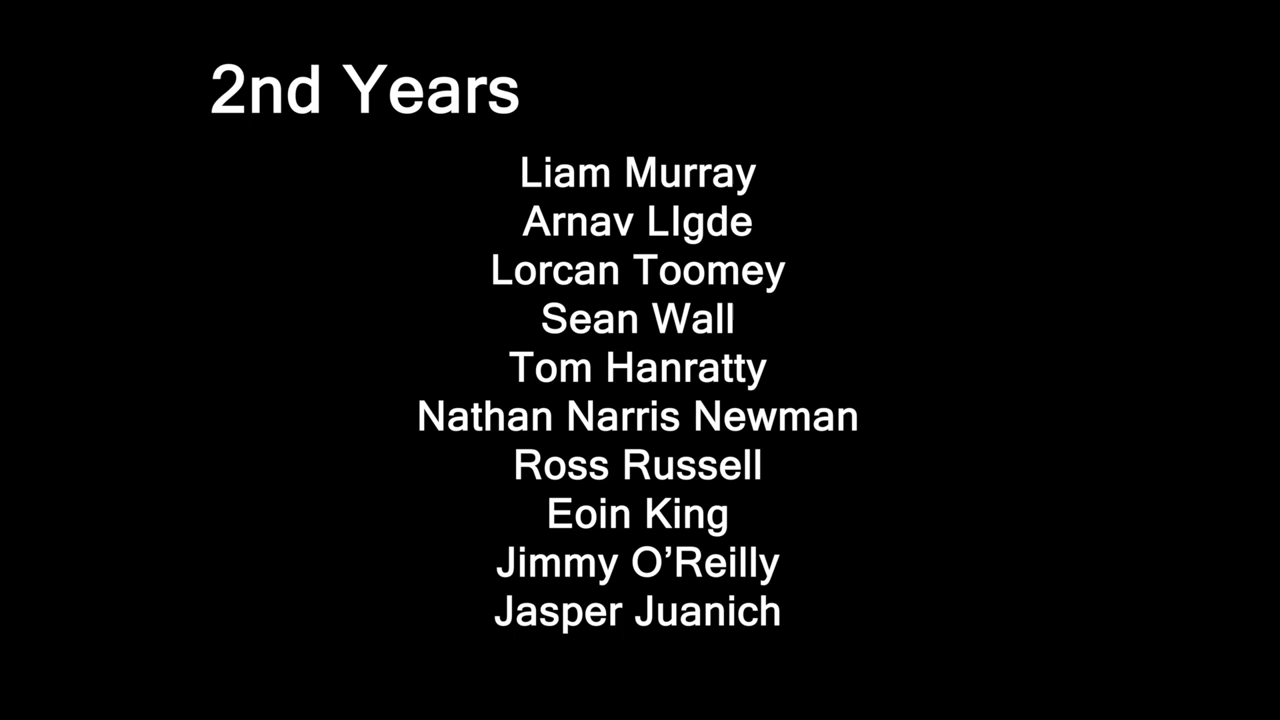 2nd Years
Liam Murray
Arnav LIgde
Lorcan Toomey
Sean Wall
Tom Hanratty
Nathan Narris Newman
Ross Russell
Eoin King
Jimmy O’Reilly
Jasper Juanich